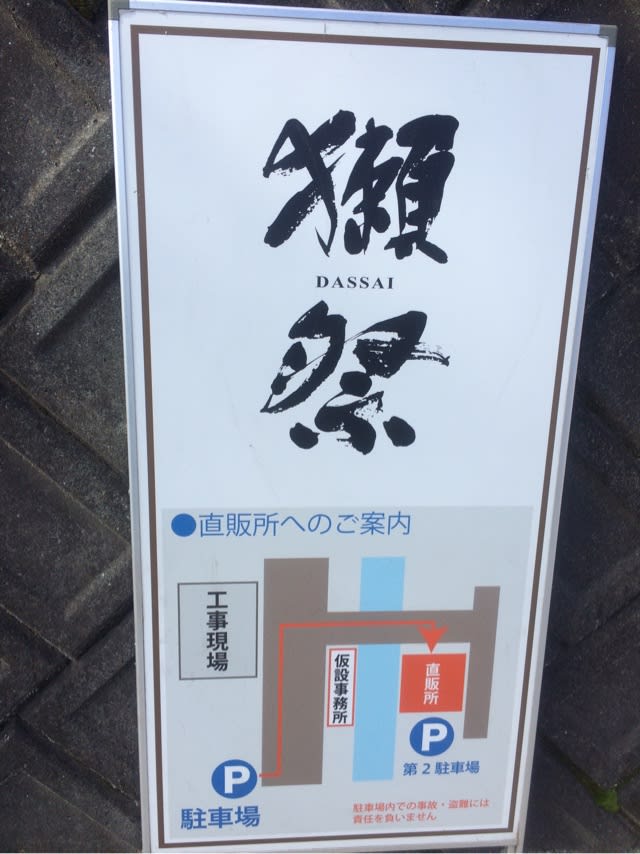 獺
DASSAI
祭
●直販所へのご案内
工事現場
仮設事務所
直販所
P
第2駐車場
P
駐車場
駐車場内での事故・盗難には
責任を負いません